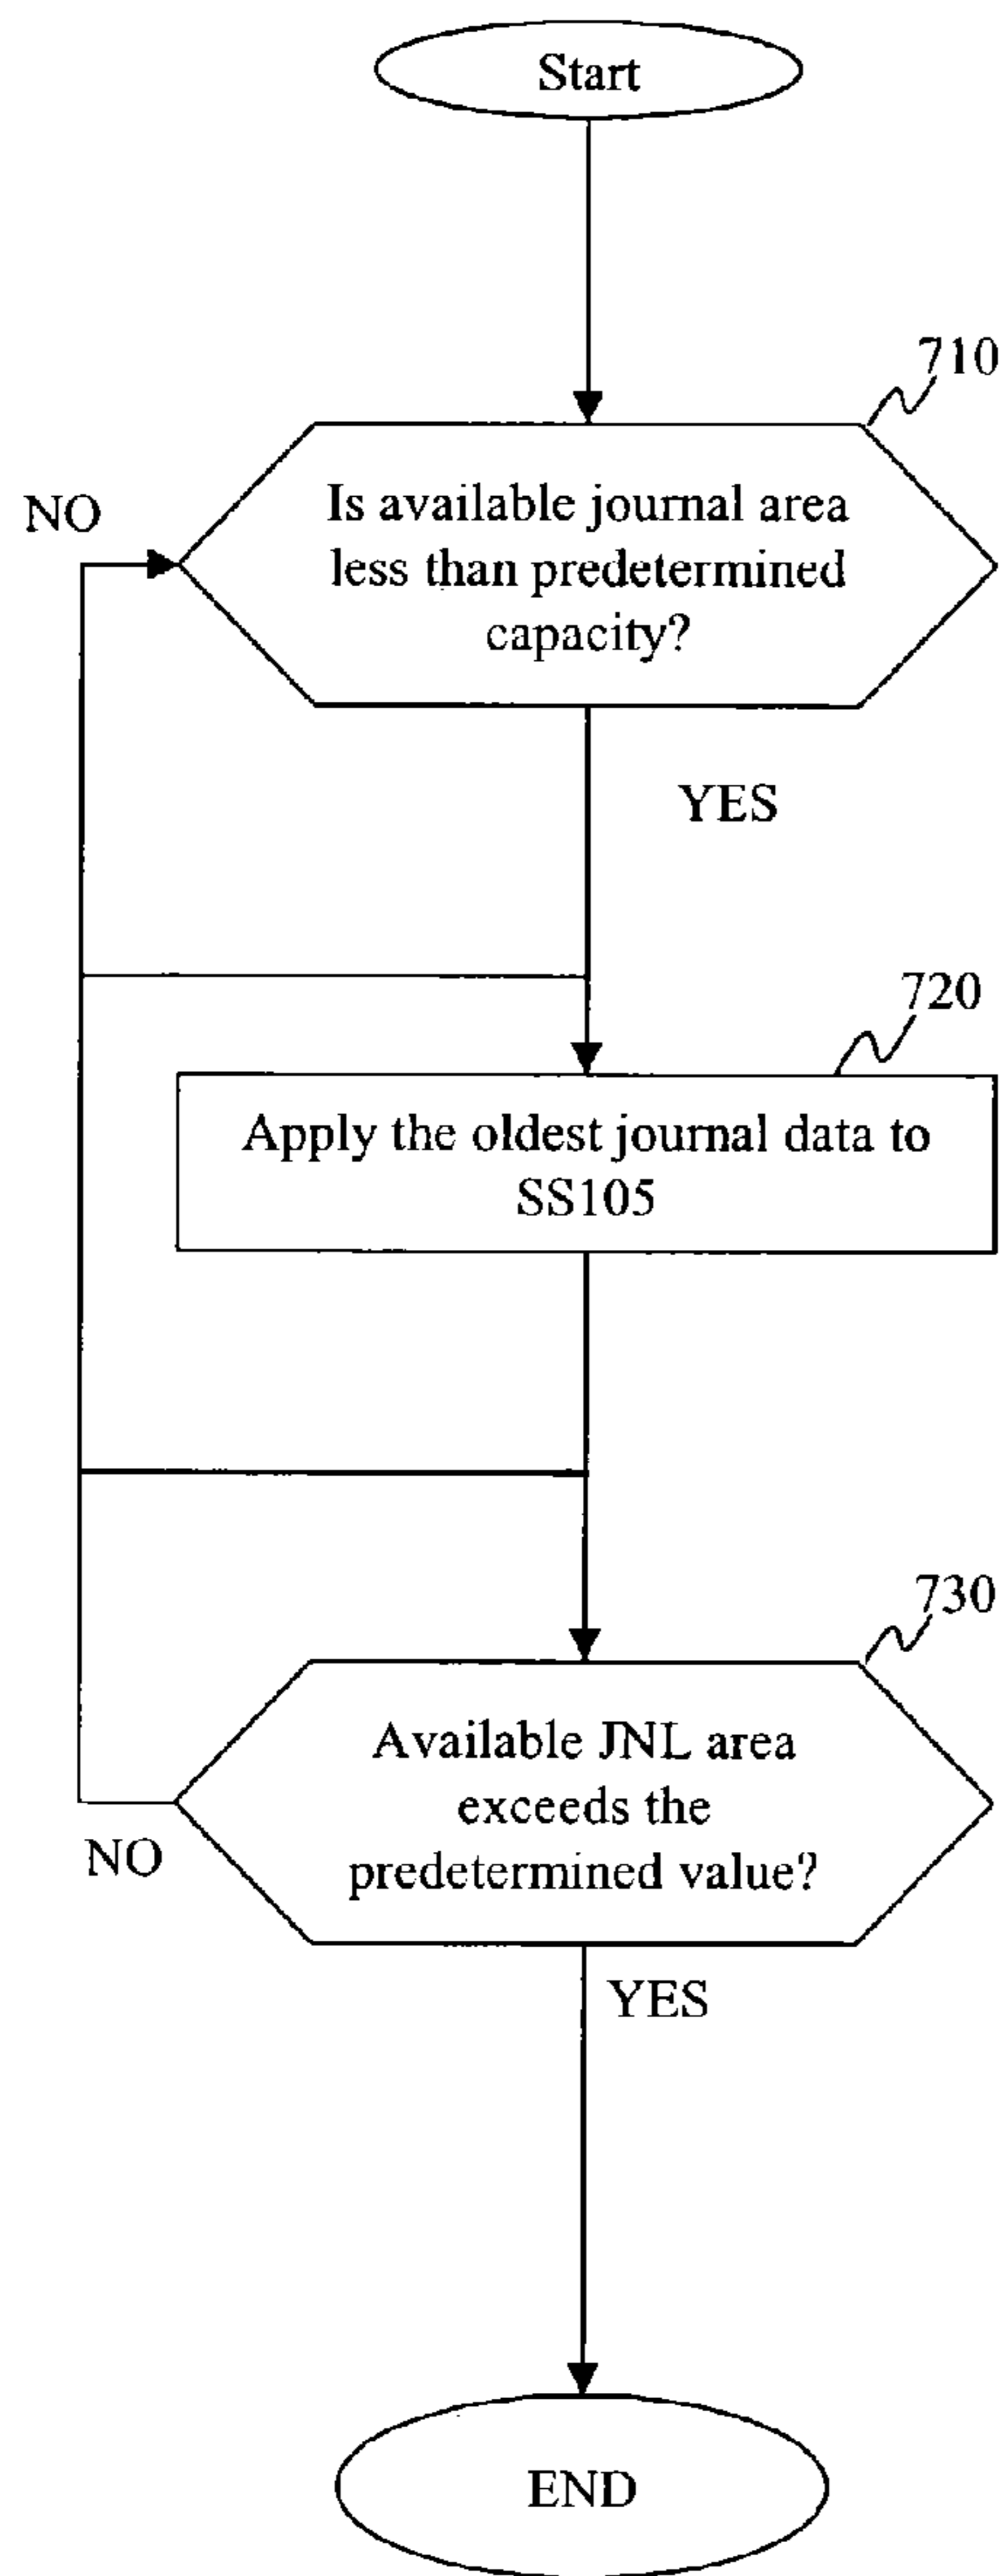 Start
710
NO
Is available journal area
less than predetermined
capacity?
YES
720
Apply the oldest journal data to
SS105
730
Available JNL area
exceeds the
predetermined value?
NO
YES
END